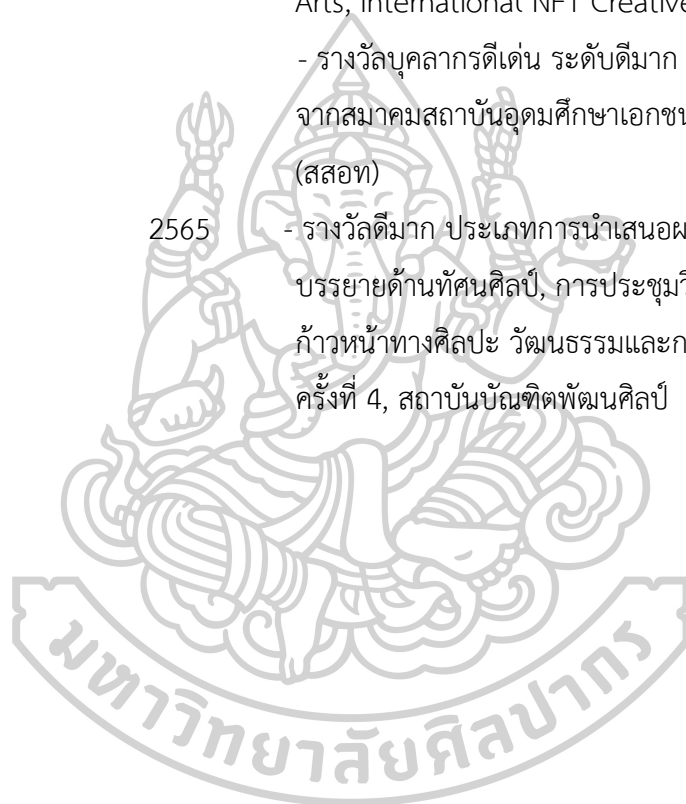 Arts, International NFT Creative
- รางวัลบุคลากรดีเด่น ระดับดีมาก
จากสมาคมสถาบันอุดมศึกษาเอกชน
(สสอท)
2565 - รางวัลดีมาก ประเภทการนำเสนอผ
บรรยายด้านทัศนศิลป์, การประชุมวิ
ก้าวหน้าทางศิลปะ วัฒนธรรมและก
ครั้งที่ 4, สถาบันบัณฑิตพัฒนศิลป์
มหาวิทยาลัยศิลปากร